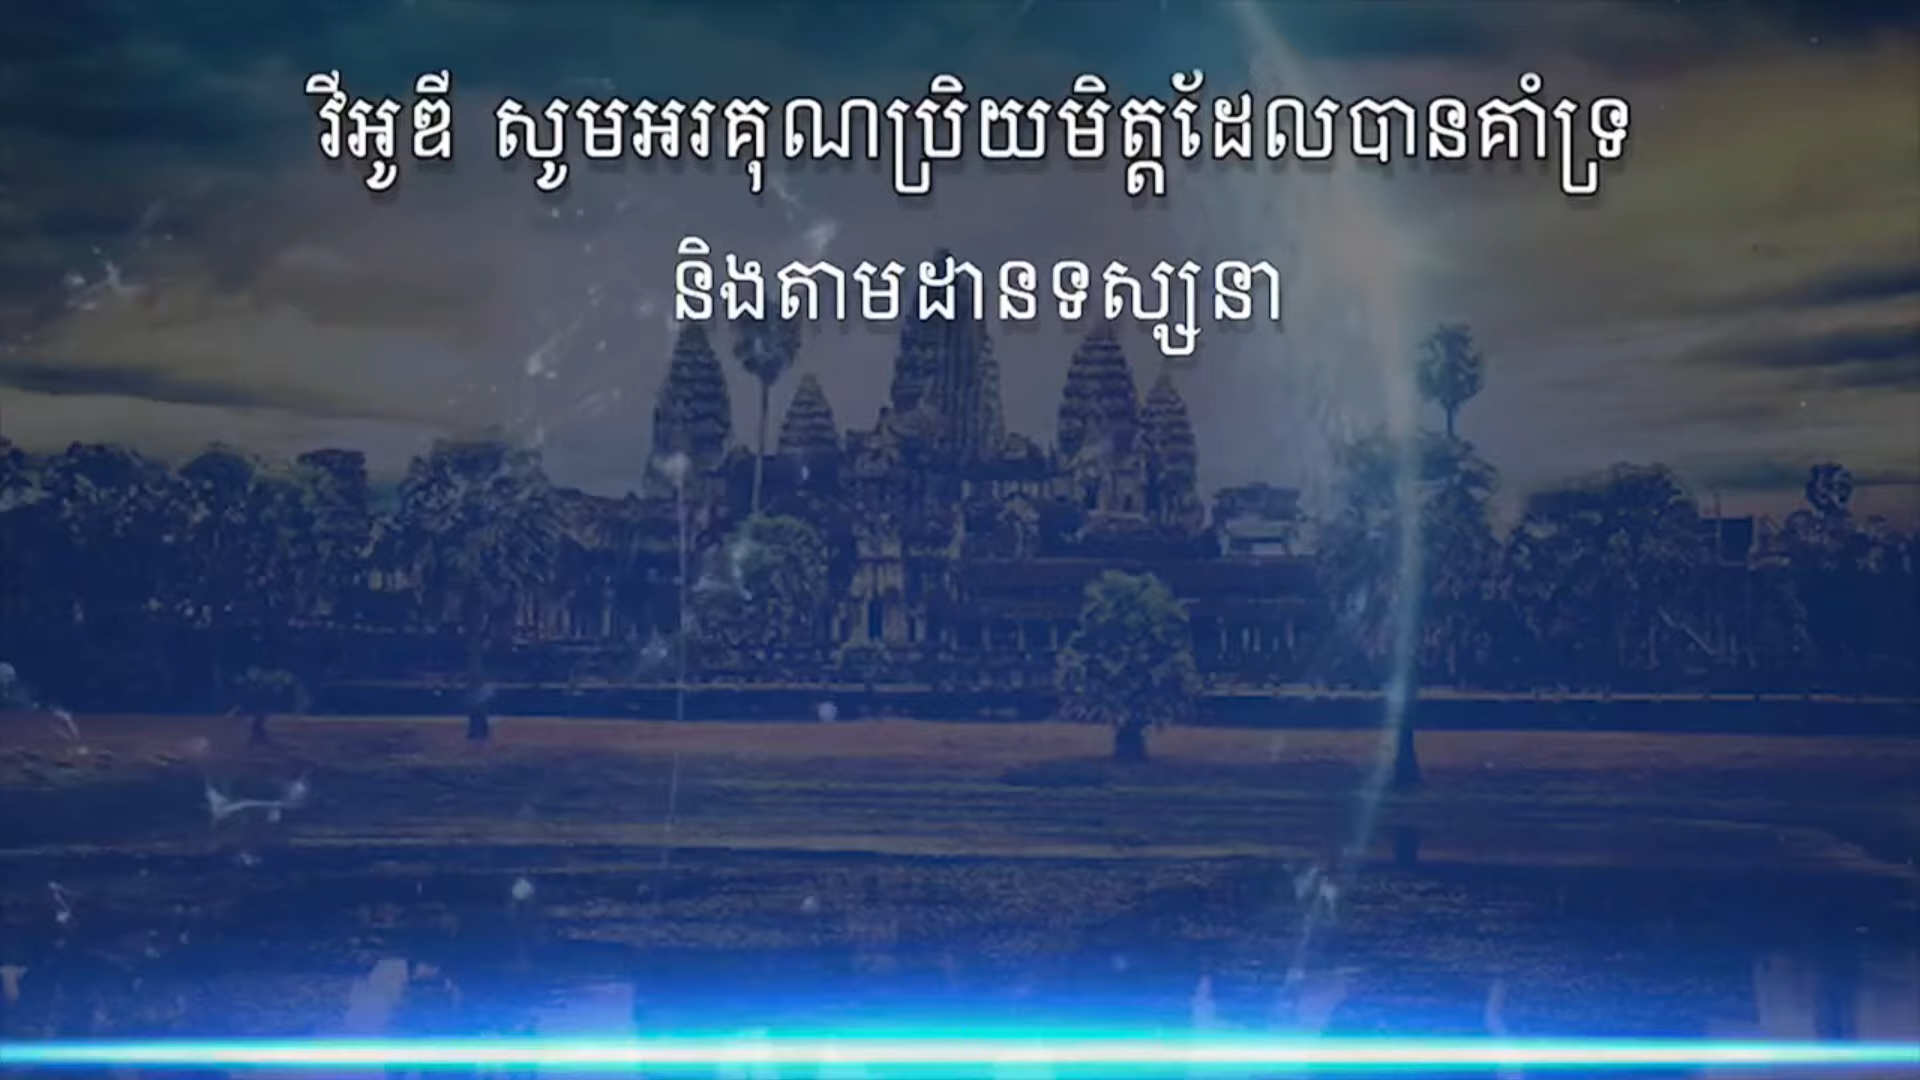 វីអូឌី សូមអរគុណប្រិយមិត្តដែលបានគាំទ្រ
និងតាមដានទស្សនា